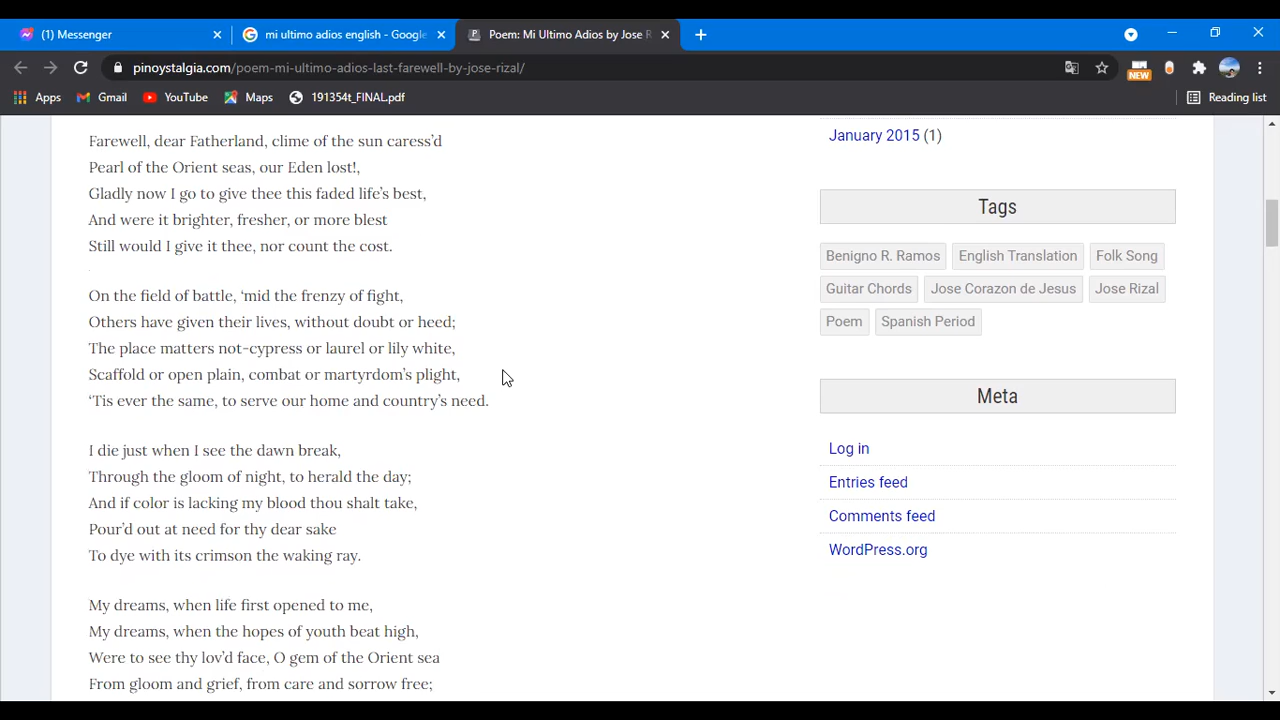 (1) Messenger
mi ultimo adios english - Google
Poem: Mi Ultimo Adios by Jose R
pinoystalgia.com/poem-mi-ultimo-adios-last-farewell-by-jose-rizal/
NEW
Apps
Gmail
YouTube
Maps
191354t_FINAL.pdf
Reading list
Farewell, dear Fatherland, clime of the sun caress’d
Pearl of the Orient seas, our Eden lost!,
Gladly now I go to give thee this faded life’s best,
And were it brighter, fresher, or more blest
Still would I give it thee, nor count the cost.
On the field of battle, ‘mid the frenzy of fight,
Others have given their lives, without doubt or heed;
The place matters not-cypress or laurel or lily white,
Scaffold or open plain, combat or martyrdom’s plight,
‘Tis ever the same, to serve our home and country’s need.
I die just when I see the dawn break,
Through the gloom of night, to herald the day;
And if color is lacking my blood thou shalt take,
Pour’d out at need for thy dear sake
To dye with its crimson the waking ray.
My dreams, when life first opened to me,
My dreams, when the hopes of youth beat high,
Were to see thy lov’d face, O gem of the Orient sea
From gloom and grief, from care and sorrow free;
January 2015 (1)
Tags
Benigno R. Ramos
English Translation
Folk Song
Guitar Chords
Jose Corazon de Jesus
Jose Rizal
Poem
Spanish Period
Meta
Log in
Entries feed
Comments feed
WordPress.org